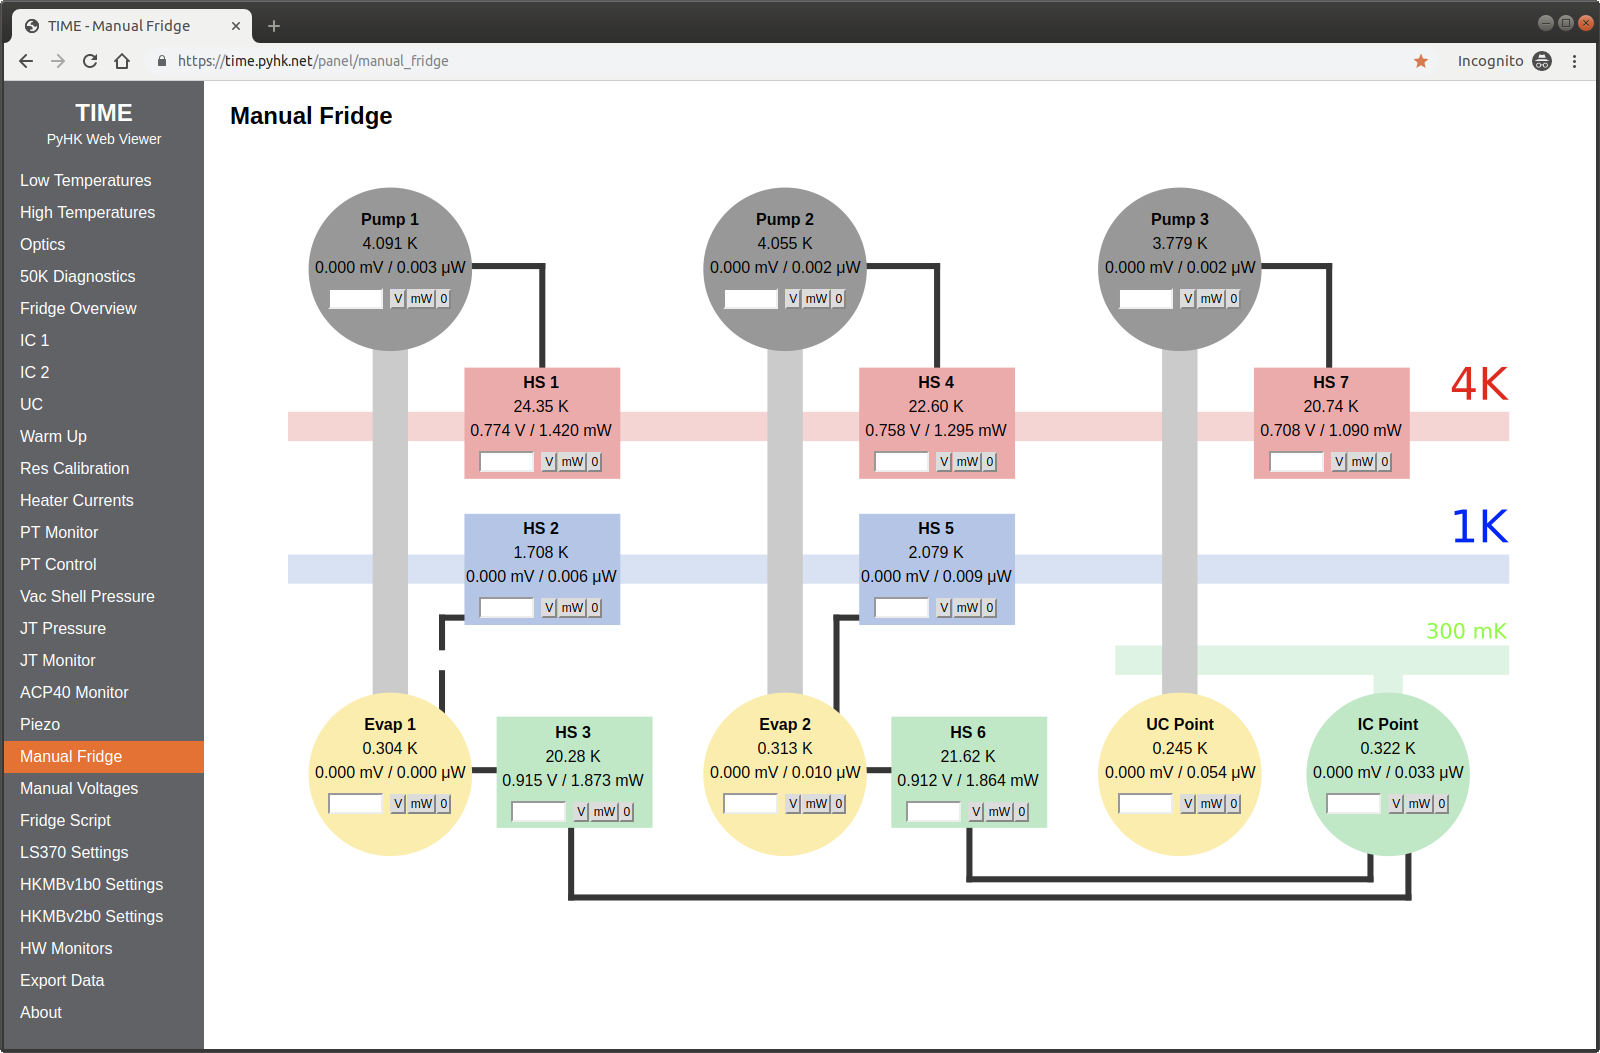 TIME - Manual Fridge
https://time.pyhk.net/panel/manual_fridge
Incognito
TIME
PyHK Web Viewer
Low Temperatures
High Temperatures
Optics
50K Diagnostics
Fridge Overview
IC 1
IC 2
UC
Warm Up
Res Calibration
Heater Currents
PT Monitor
PT Control
Vac Shell Pressure
JT Pressure
JT Monitor
ACP40 Monitor
Piezo
Manual Fridge
Manual Voltages
Fridge Script
LS370 Settings
HKMBv1b0 Settings
HKMBv2b0 Settings
HW Monitors
Export Data
About
Manual Fridge
Pump 1
4.091 K
0.000 mV / 0.003 μW
V mW 0
Pump 2
4.055 K
0.000 mV / 0.002 μW
V mW 0
Pump 3
3.779 K
0.000 mV / 0.002 μW
V mW 0
HS 1
24.35 K
0.774 V / 1.420 mW
V mW 0
HS 4
22.60 K
0.758 V / 1.295 mW
V mW 0
HS 7
20.74 K
0.708 V / 1.090 mW
V mW 0
4K
HS 2
1.708 K
0.000 mV / 0.006 μW
V mW 0
HS 5
2.079 K
0.000 mV / 0.009 μW
V mW 0
1K
300 mK
Evap 1
0.304 K
0.000 mV / 0.000 μW
V mW 0
HS 3
20.28 K
0.915 V / 1.873 mW
V mW 0
Evap 2
0.313 K
0.000 mV / 0.010 μW
V mW 0
HS 6
21.62 K
0.912 V / 1.864 mW
V mW 0
UC Point
0.245 K
0.000 mV / 0.054 μW
V mW 0
IC Point
0.322 K
0.000 mV / 0.033 μW
V mW 0